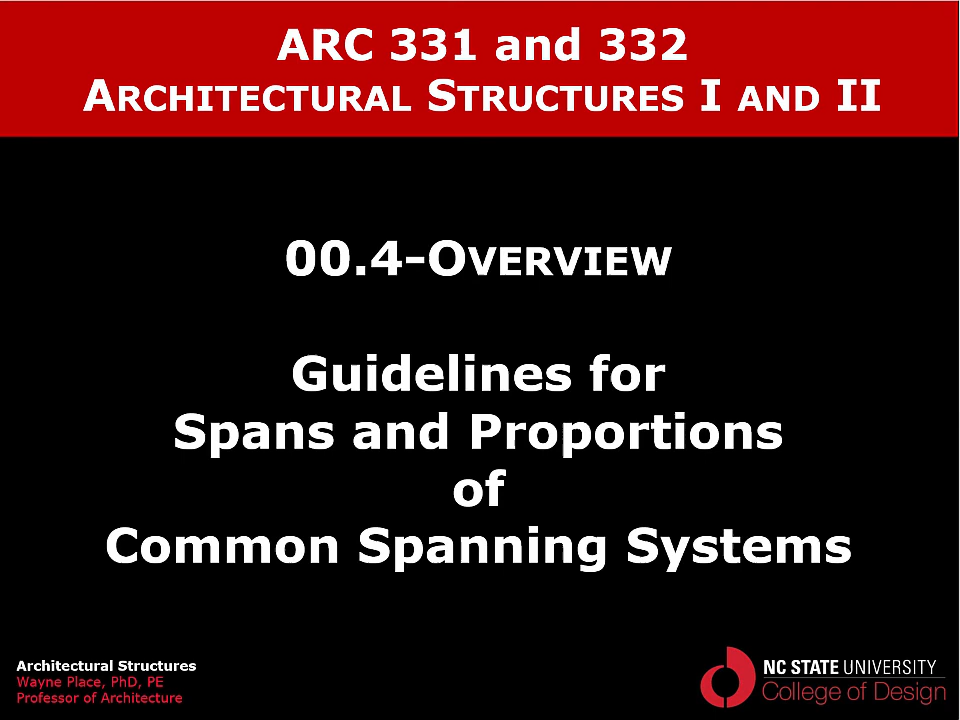 ARC 331 and 332
ARCHITECTURAL STRUCTURES I AND II
00.4-OVERVIEW
Guidelines for
Spans and Proportions
of
Common Spanning Systems
Architectural Structures
Wayne Place, PhD, PE
Professor of Architecture
NC STATE UNIVERSITY
College of Design